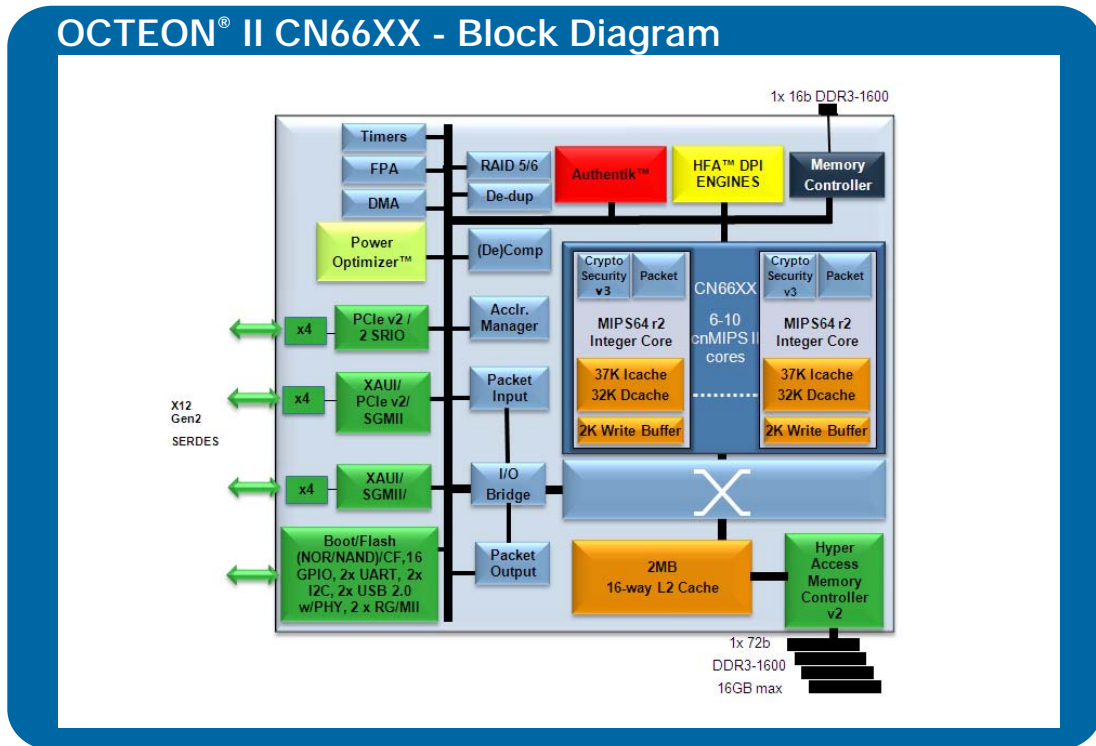 OCTEON® II CN66XX - Block Diagram
1x 16b DDR3-1600
Timers
FPA
DMA
Power
Optimizer™
RAID 5/6
De-dup
(De)Comp
Acclr.
Manager
Authentik™
HFA™ DPI
ENGINES
Memory
Controller
Crypto
Security
v3
Packet
MIPS64 r2
Integer Core
37K Icache
32K Dcache
2K Write Buffer
CN66XX
6-10
cnMIPS II
cores
Crypto
Security
v3
Packet
MIPS64 r2
Integer Core
37K Icache
32K Dcache
2K Write Buffer
X12
Gen2
SERDES
x4
PCIe v2 /
2 SRIO
x4
XAUI/
PCIe v2/
SGMII
x4
XAUI/
SGMII/
Boot/Flash
(NOR/NAND)/CF,16
GPIO, 2x UART, 2x
I2C, 2x USB 2.0
w/PHY, 2 x RG/MII
Packet
Input
I/O
Bridge
Packet
Output
2MB
16-way L2 Cache
Hyper
Access
Memory
Controller
v2
1x 72b
DDR3-1600
16GB max